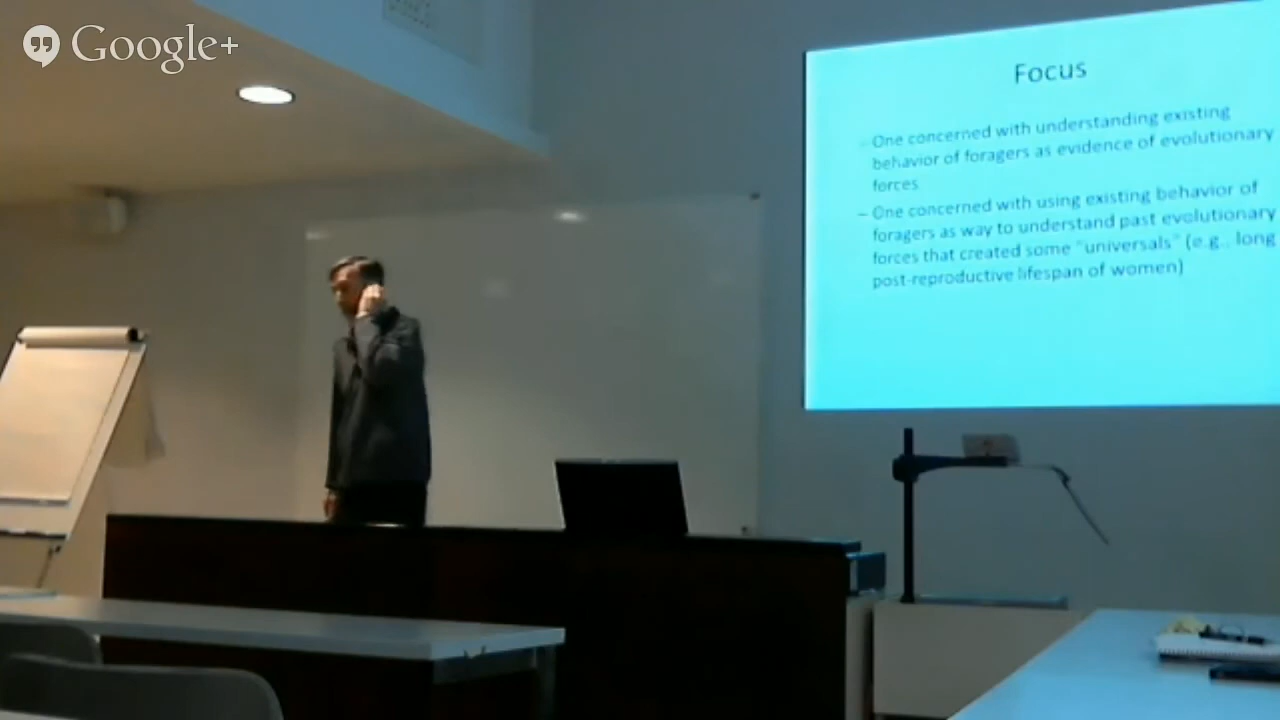 Google+
Focus
One concerned with understanding existing
behavior of foragers as evidence of evolutionary
forces
– One concerned with using existing behavior of
foragers as way to understand past evolutionary
forces that created some "universals" (e.g., long
post-reproductive lifespan of women)